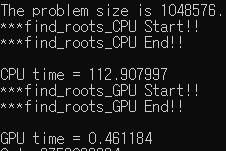 The problem size is 1048576.
***find_roots_CPU Start!!
***find_roots_CPU End!!
CPU time = 112.907997
***find_roots_GPU Start!!
***find_roots_GPU End!!
GPU time = 0.461184